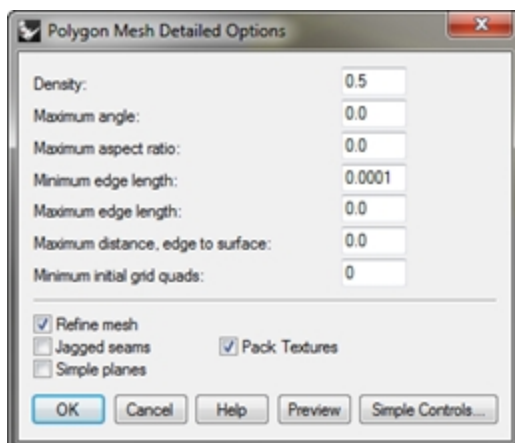 Polygon Mesh Detailed Options
Density: 0.5
Maximum angle: 0.0
Maximum aspect ratio: 0.0
Minimum edge length: 0.0001
Maximum edge length: 0.0
Maximum distance, edge to surface: 0.0
Minimum initial grid quads: 0
Refine mesh
Jagged seams Pack Textures
Simple planes
OK Cancel Help Preview Simple Controls...